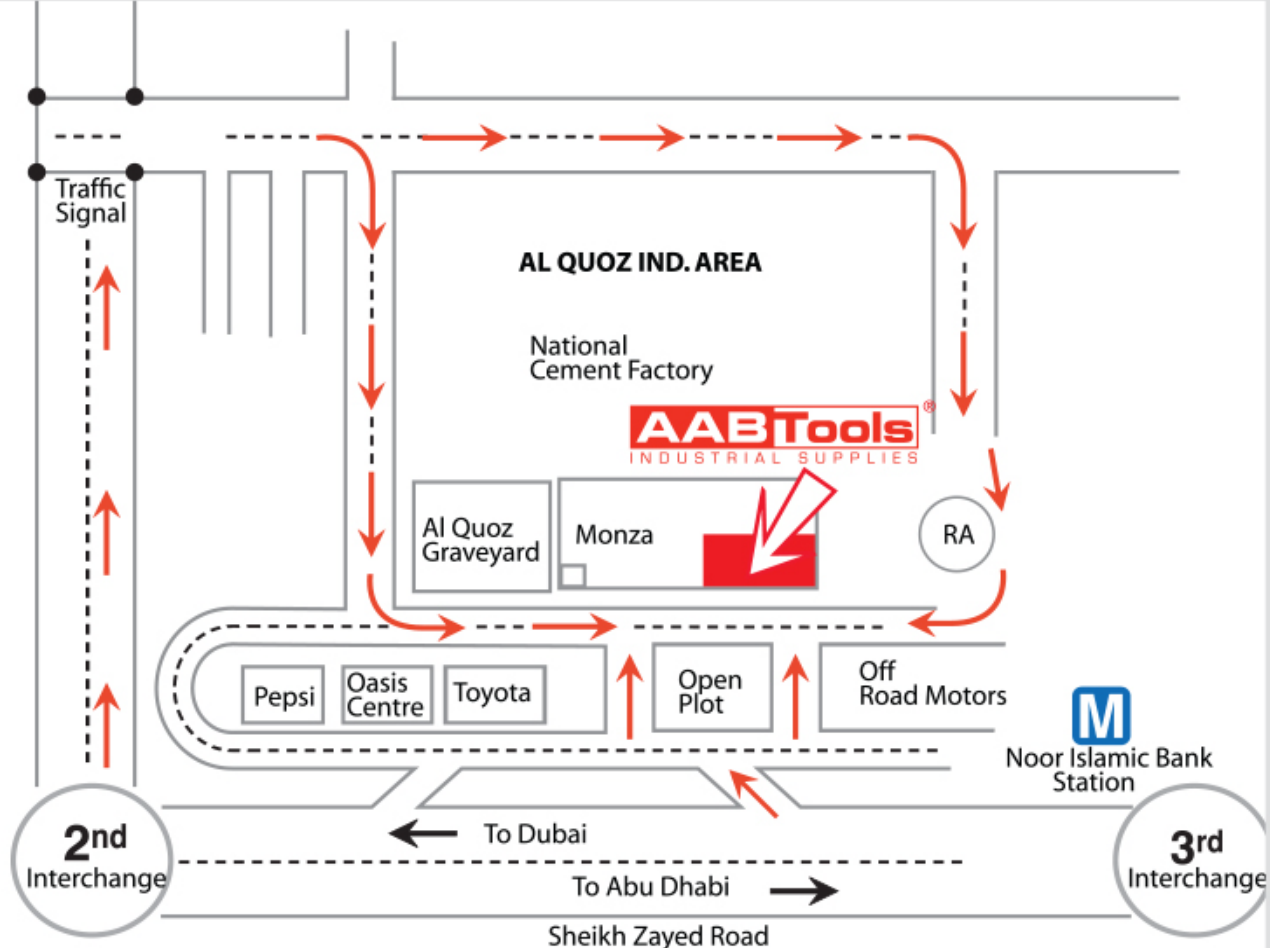 Traffic
Signal
AL QUOZ IND. AREA
National
Cement Factory
AABTools®
INDUSTRIAL SUPPLIES
Al Quoz
Graveyard
Monza
RA
Pepsi
Oasis
Centre
Toyota
Open
Plot
Off
Road Motors
M
Noor Islamic Bank
Station
2nd
Interchange
To Dubai
To Abu Dhabi
3rd
Interchange
Sheikh Zayed Road